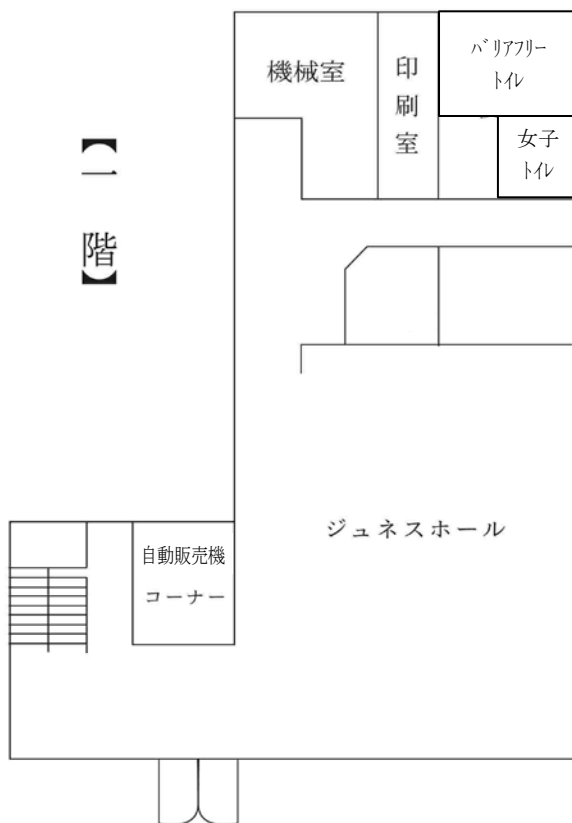 【一階】
機械室
印刷室
バリアフリー
トイレ
女子
トイレ
ジュネスホール
自動販売機
コーナー